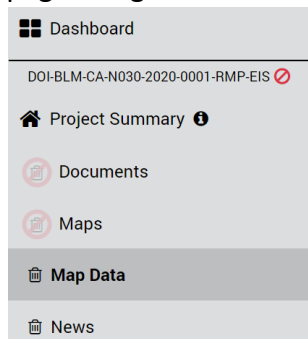 Dashboard
DOI-BLM-CA-N030-2020-0001-RMP-EIS
Project Summary
Documents
Maps
Map Data
News